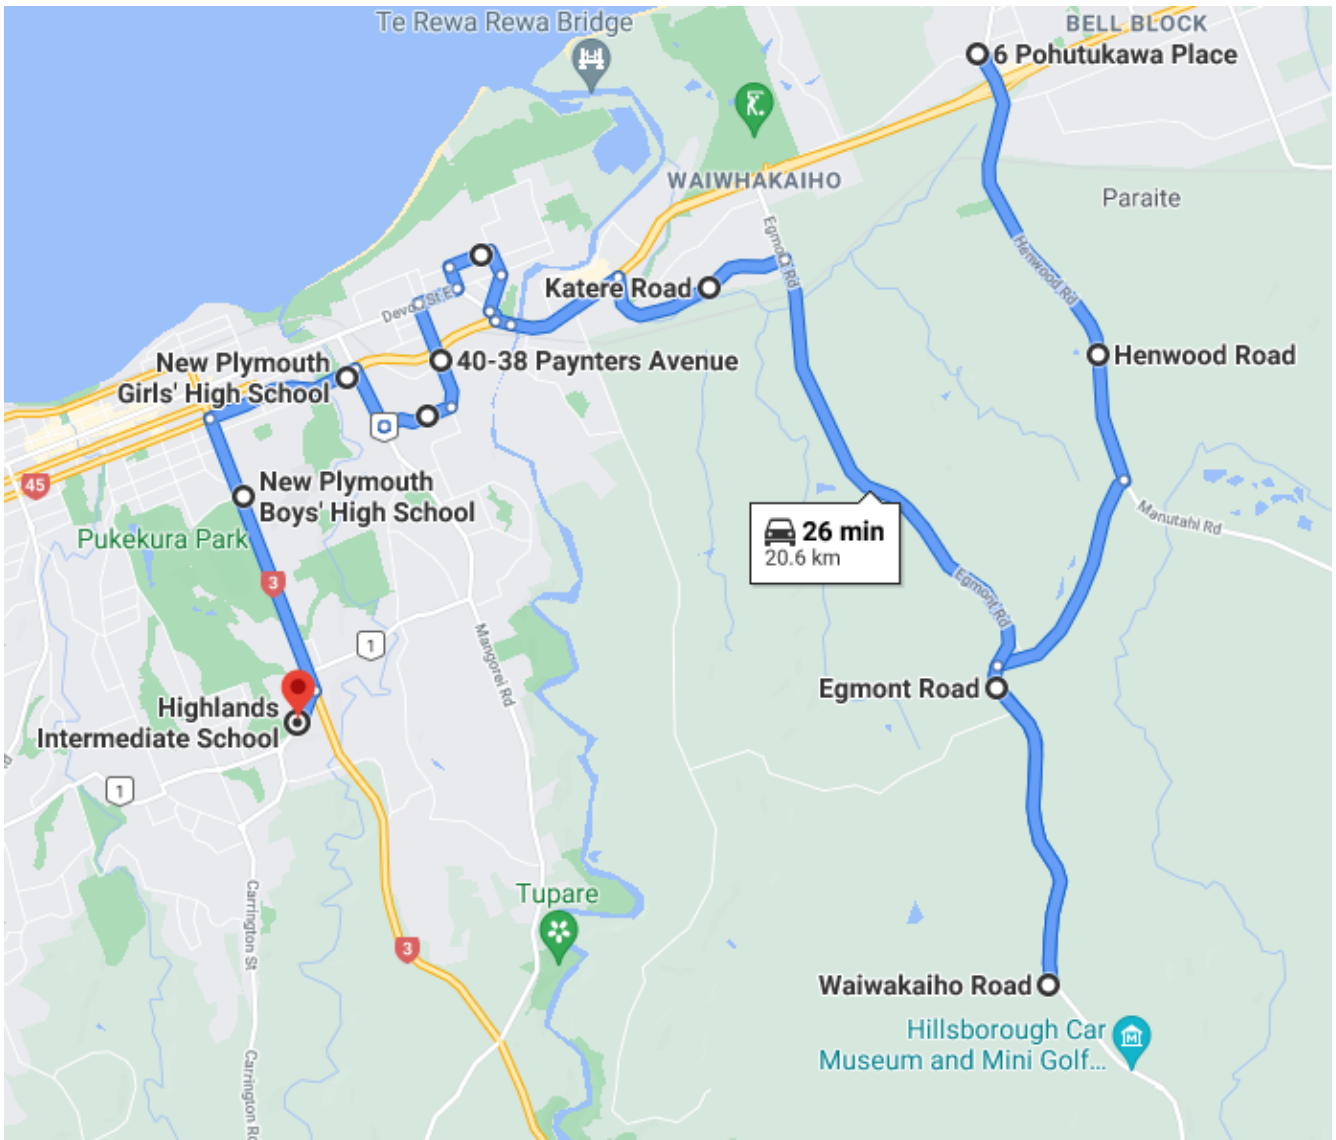 Te Rewa Rewa Bridge
BELL BLOCK
6 Pohutukawa Place
WAIWHAKAIHO
Paraite
Egmont Rd
Henwood Rd
Katere Road
Devon St E
Henwood Road
New Plymouth
Girls' High School
40-38 Paynters Avenue
45
New Plymouth
Boys' High School
Pukekura Park
Manutahi Rd
26 min
20.6 km
3
Egmont Rd
1
Mangorei Rd
Egmont Road
Highlands
Intermediate School
1
Carrington St
Tupare
3
Waiwakaiho Road
Hillsborough Car
Museum and Mini Golf...
Carrington Rd